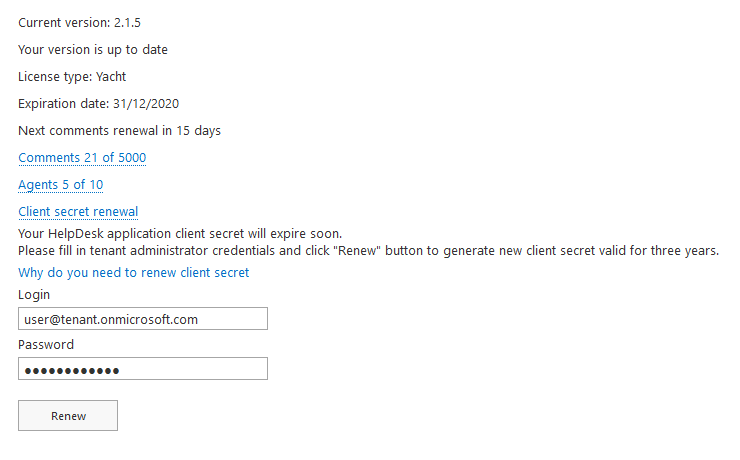 Current version: 2.1.5
Your version is up to date
License type: Yacht
Expiration date: 31/12/2020
Next comments renewal in 15 days
Comments 21 of 5000
Agents 5 of 10
Client secret renewal
Your HelpDesk application client secret will expire soon.
Please fill in tenant administrator credentials and click "Renew" button to generate new client secret valid for three years.
Why do you need to renew client secret
Login
user@tenant.onmicrosoft.com
Password
●●●●●●●●●●●●
Renew